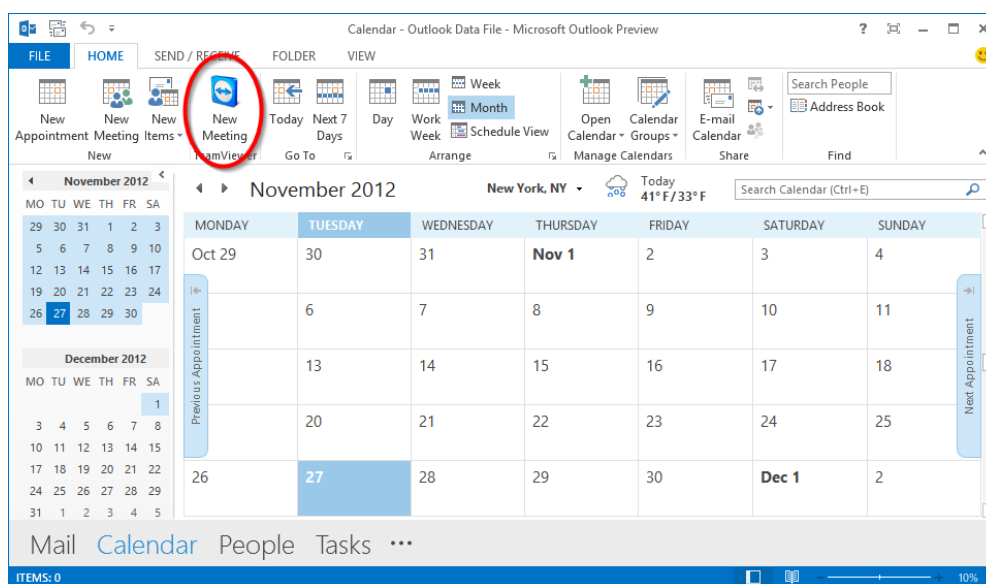 Calendar - Outlook Data File - Microsoft Outlook Preview
FILE HOME SEND / RECEIVE FOLDER VIEW
New Appointment
New Meeting
New Items
New
New Meeting
TeamViewer
Today
Next 7 Days
Go To
Day
Work Week
Week
Month
Schedule View
Arrange
Open Calendar
Calendar Groups
Manage Calendars
E-mail Calendar
Share
Search People
Address Book
Find
November 2012
MO TU WE TH FR SA
29 30 31 1 2 3
5 6 7 8 9 10
12 13 14 15 16 17
19 20 21 22 23 24
26 27 28 29 30
December 2012
MO TU WE TH FR SA
1
3 4 5 6 7 8
10 11 12 13 14 15
17 18 19 20 21 22
24 25 26 27 28 29
31 1 2 3 4 5
November 2012
New York, NY
Today
41°F/33°F
Search Calendar (Ctrl+E)
MONDAY TUESDAY WEDNESDAY THURSDAY FRIDAY SATURDAY SUNDAY
Oct 29 30 31 Nov 1 2 3 4
6 7 8 9 10 11
13 14 15 16 17 18
20 21 22 23 24 25
26 27 28 29 30 Dec 1 2
Previous Appointment
Next Appointment
Mail Calendar People Tasks •••
ITEMS: 0
10%